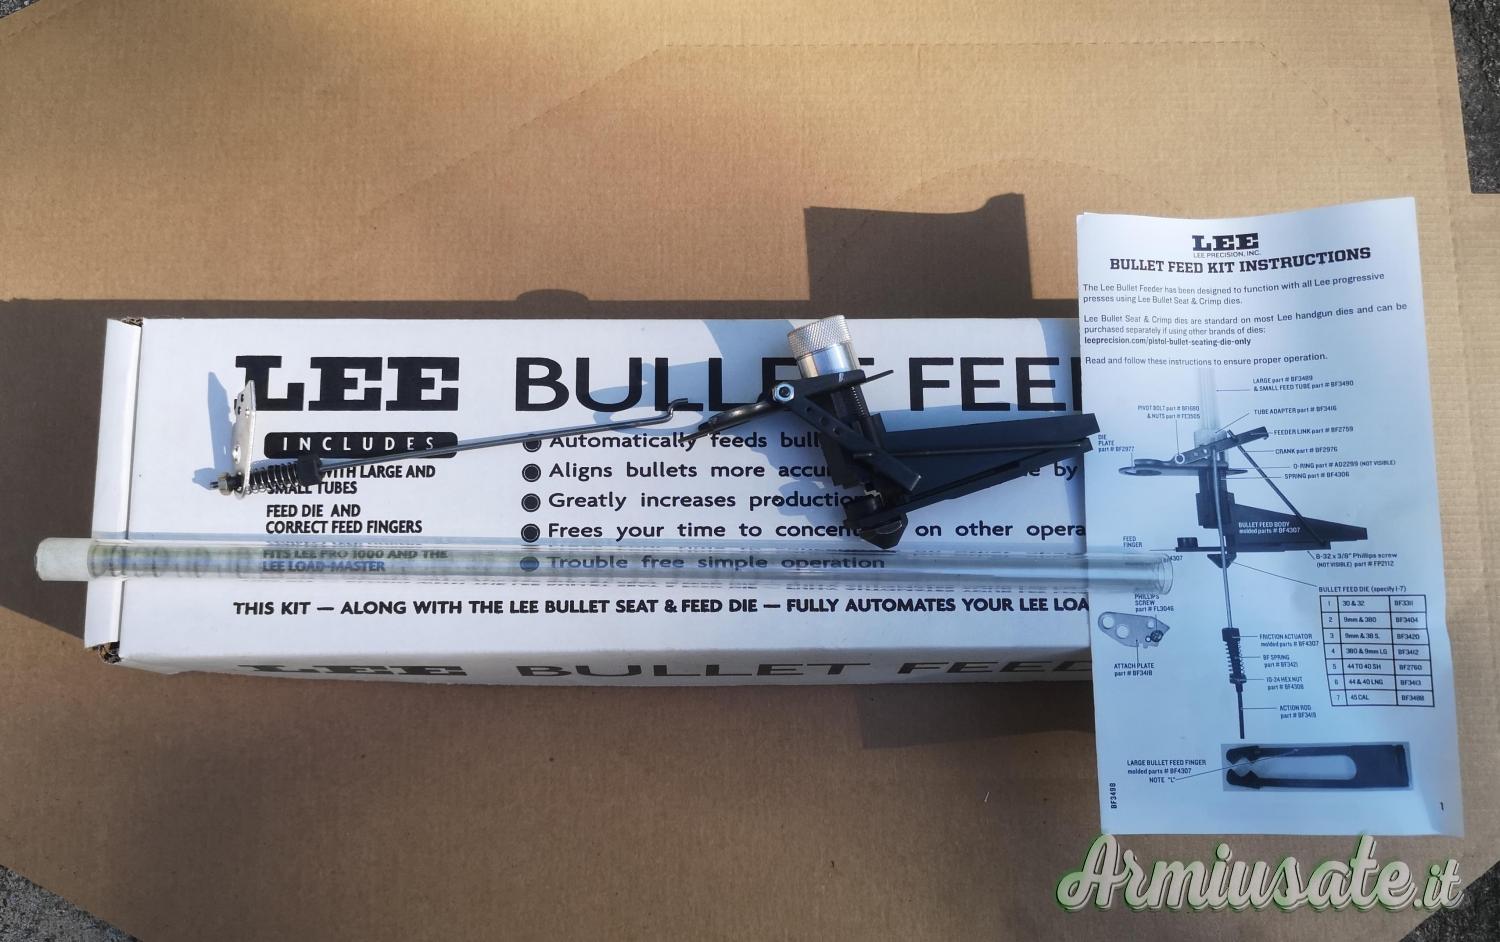 LEE BULLET FEE
INCLUDES
WITH LARGE AND
SMALL TUBES
FEED DIE AND
CORRECT FEED FINGERS
FITS LEE PRO 1000 AND THE
LEE LOAD-MASTER
Automatically feeds bull
Aligns bullets more accu e by
Greatly increases production
Frees your time to concent on other opera
Trouble free simple operation
THIS KIT — ALONG WITH THE LEE BULLET SEAT & FEED DIE — FULLY AUTOMATES YOUR LEE LOA
LEE BULLET FEED
LEE
LEE PRECISION, INC.
BULLET FEED KIT INSTRUCTIONS
The Lee Bullet Feeder has been designed to function with all Lee progressive
presses using Lee Bullet Seat & Crimp dies.
Lee Bullet Seat & Crimp dies are standard on most Lee handgun dies and can be
purchased separately if using other brands of dies:
leeprecision.com/pistol-bullet-seating-die-only
Read and follow these instructions to ensure proper operation.
LARGE part # BF3489
& SMALL FEED TUBE part # BF3490
PIVOT BOLT part # BF1680
& NUTS part # FE3505
TUBE ADAPTER part # BF3416
FEEDER LINK part # BF2759
DIE
PLATE
part # BF2977
CRANK part # BF2976
O-RING part # AD2299 (NOT VISIBLE)
SPRING part # BF4306
BULLET FEED BODY
molded parts # BF4307
FEED
FINGER
4307
8-32 x 3/8" Phillips screw
(NOT VISIBLE) part # FP2112
PHILLIPS
SCREW
part # FL3046
ATTACH PLATE
part # BF3418
BULLET FEED DIE (specify 1-7)
1 30 & 32 BF3311
2 9mm & 380 BF3404
3 9mm & 38 S. BF3420
4 380 & 9mm LG BF3412
5 44 TO 40 SH BF2760
6 44 & 40 LNG BF3413
7 45 CAL BF3488
FRICTION ACTUATOR
molded parts # BF4307
BF SPRING
part # BF3421
10-24 HEX NUT
part # BF4308
ACTION ROD
part # BF3419
LARGE BULLET FEED FINGER
molded parts # BF4307
NOTE "L"
BF3498
1
Armiusate.it